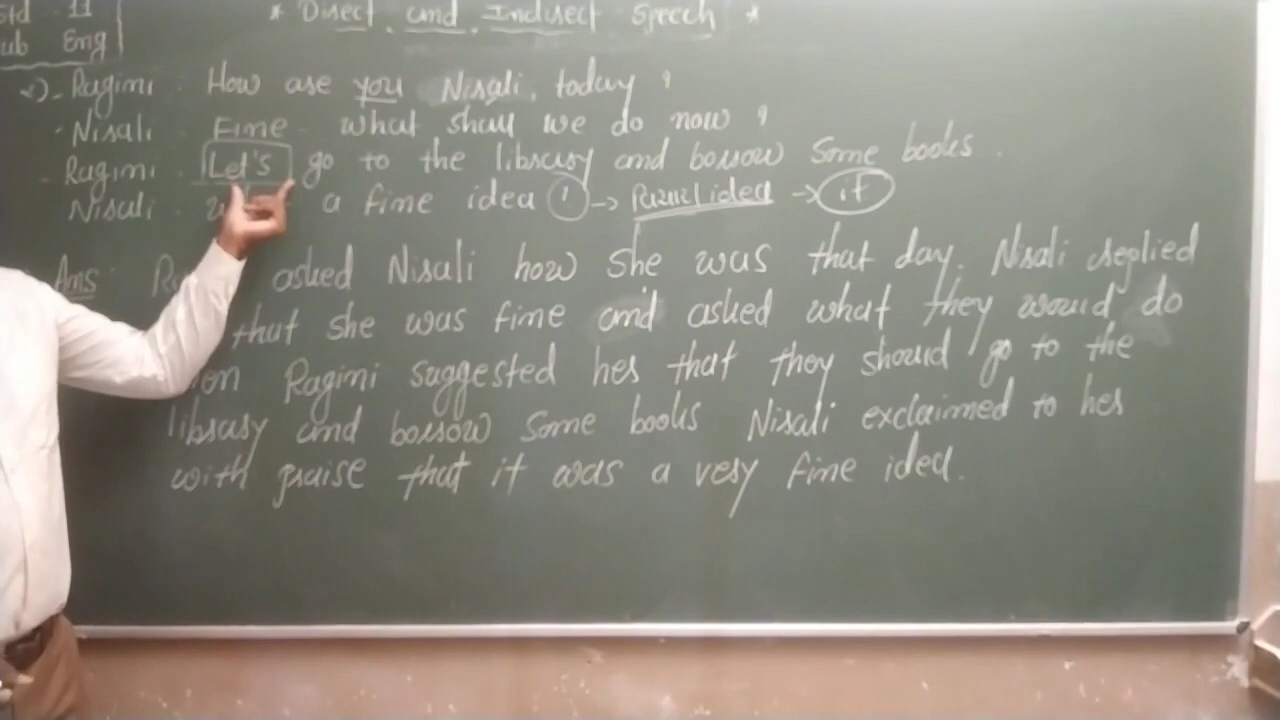 Std 11 * Direct and Indirect Speech *
Sub Eng
Ragini. How are you Nisali, today ?
- Nisali. Fine - what shall we do now ?
- Ragini. Let's go to the library and borrow some books.
Nisali. a fine idea ! -> -> it
Ans: asked Nisali how she was that day. Nisali replied
that she was fine and asked what they would do
Ragini suggested her that they should go to the
library and borrow some books Nisali exclaimed to her
with praise that it was a very fine idea.